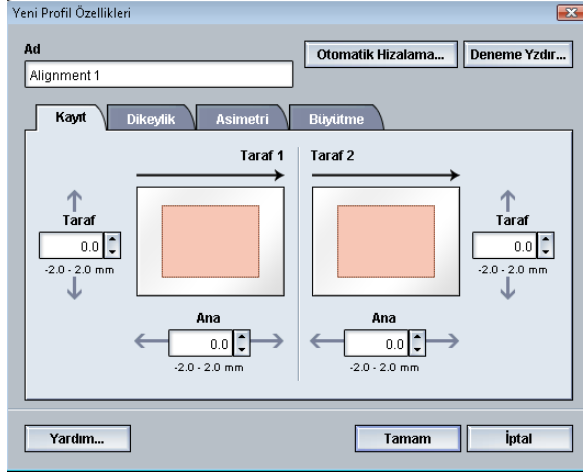 Yeni Profil Özellikleri
Ad
Otomatik Hizalama...
Deneme Yzdır...
Alignment 1
Kayıt
Dikeylik
Asimetri
Büyütme
Taraf 1
Taraf 2
Taraf
0.0
-2.0 - 2.0 mm
Taraf
0.0
-2.0 - 2.0 mm
Ana
0.0
-2.0 - 2.0 mm
Ana
0.0
-2.0 - 2.0 mm
Yardım...
Tamam
İptal